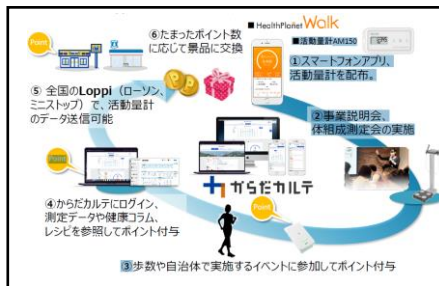 Point
⑥たまったポイント数
に応じて景品に交換
■HealthPlanet Walk
■活動量計AM150
①スマートフォンアプリ、
活動量計を配布。
⑤ 全国のLoppi（ローソン、
ミニストップ）で、活動量計
のデータ送信可能
P
P
②事業説明会、
体組成測定会の実施
Point
からだカルテ
④からだカルテにログイン、
測定データや健康コラム、
レシピを参照してポイント付与
Point
③歩数や自治体で実施するイベントに参加してポイント付与